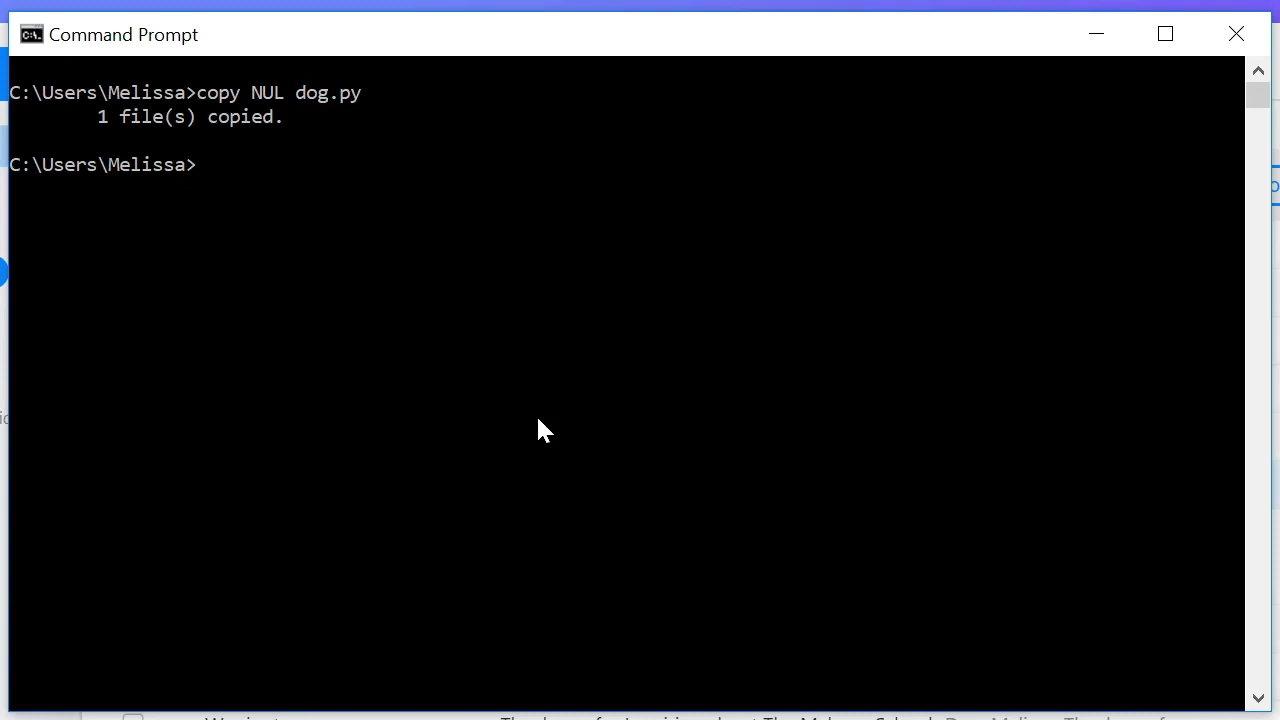 Command Prompt
C:\Users\Melissa>copy NUL dog.py
1 file(s) copied.
C:\Users\Melissa>